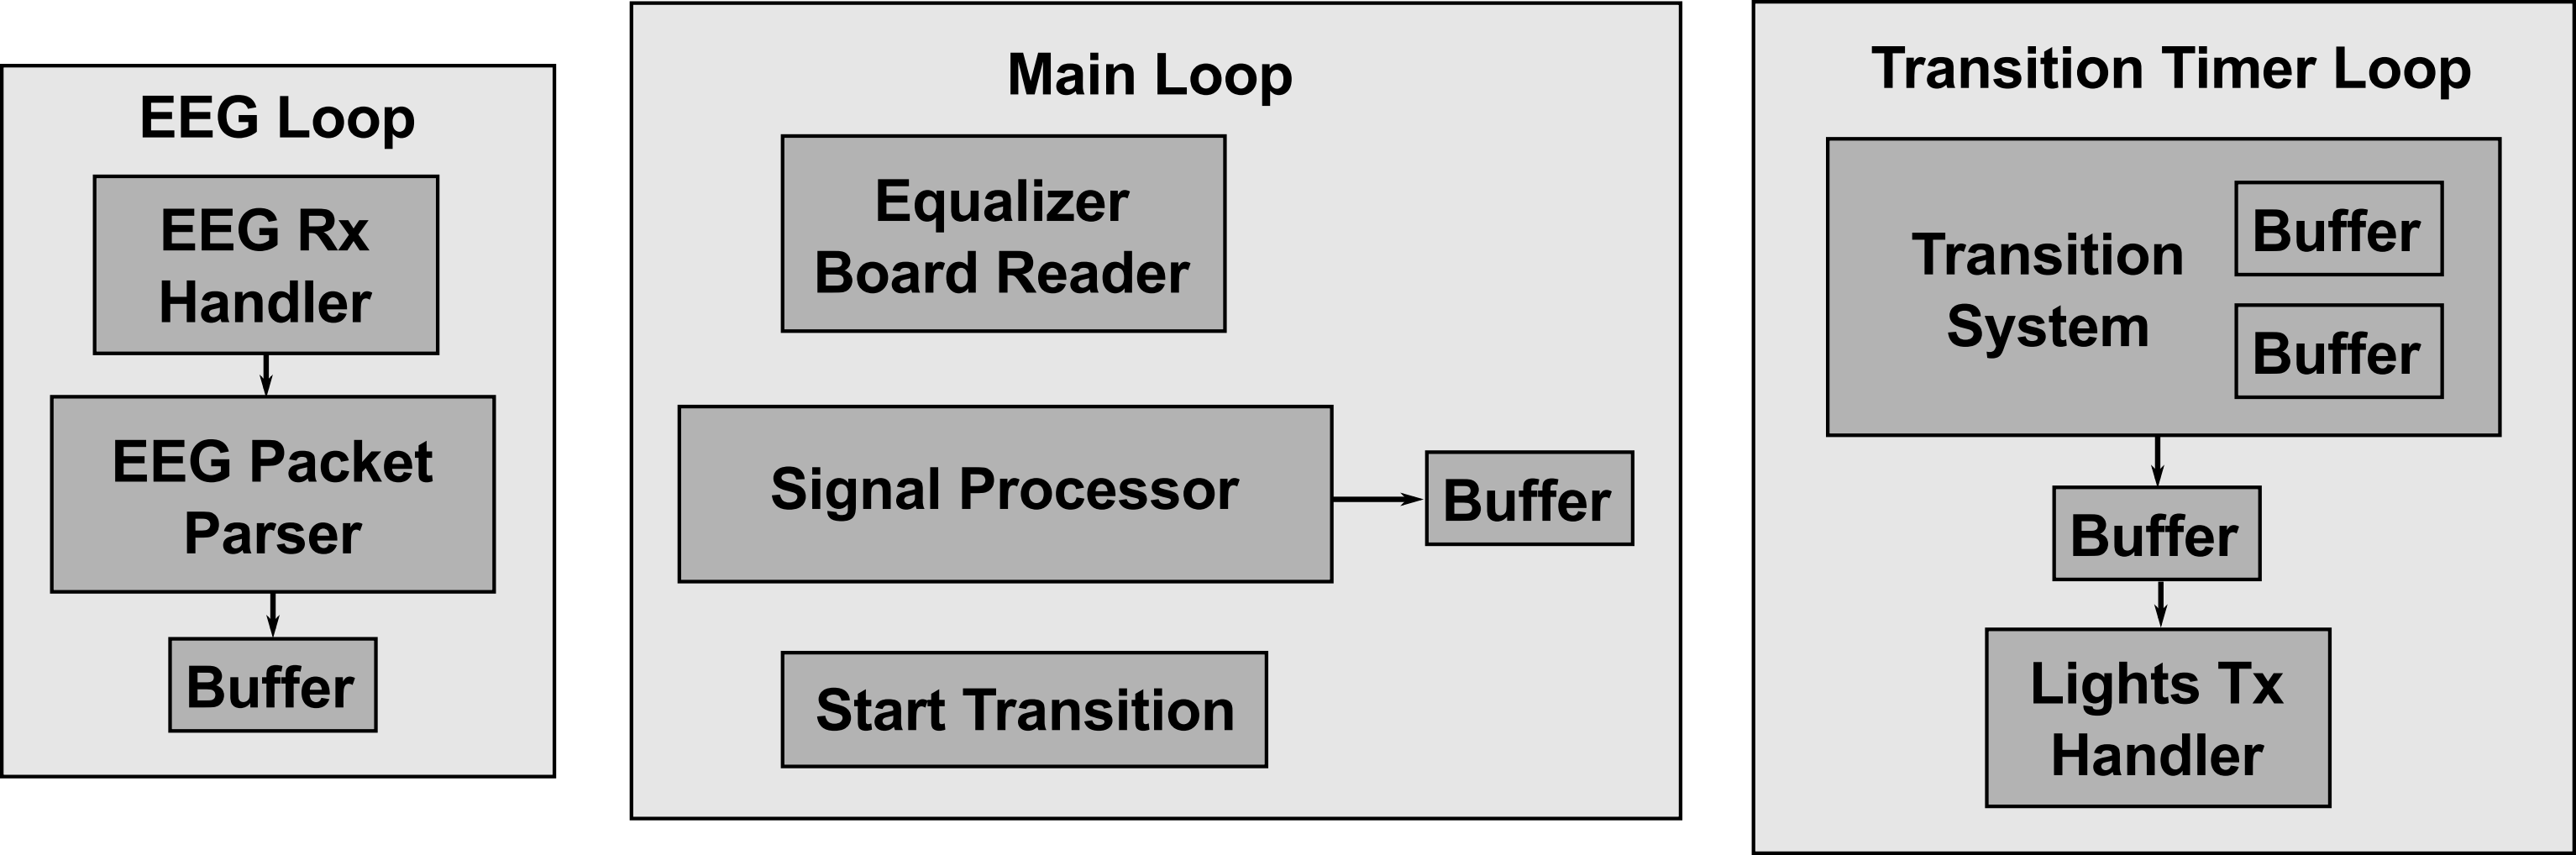 EEG Loop
EEG Rx
Handler
EEG Packet
Parser
Buffer
Main Loop
Equalizer
Board Reader
Signal Processor
Buffer
Start Transition
Transition Timer Loop
Transition
System
Buffer
Buffer
Buffer
Lights Tx
Handler